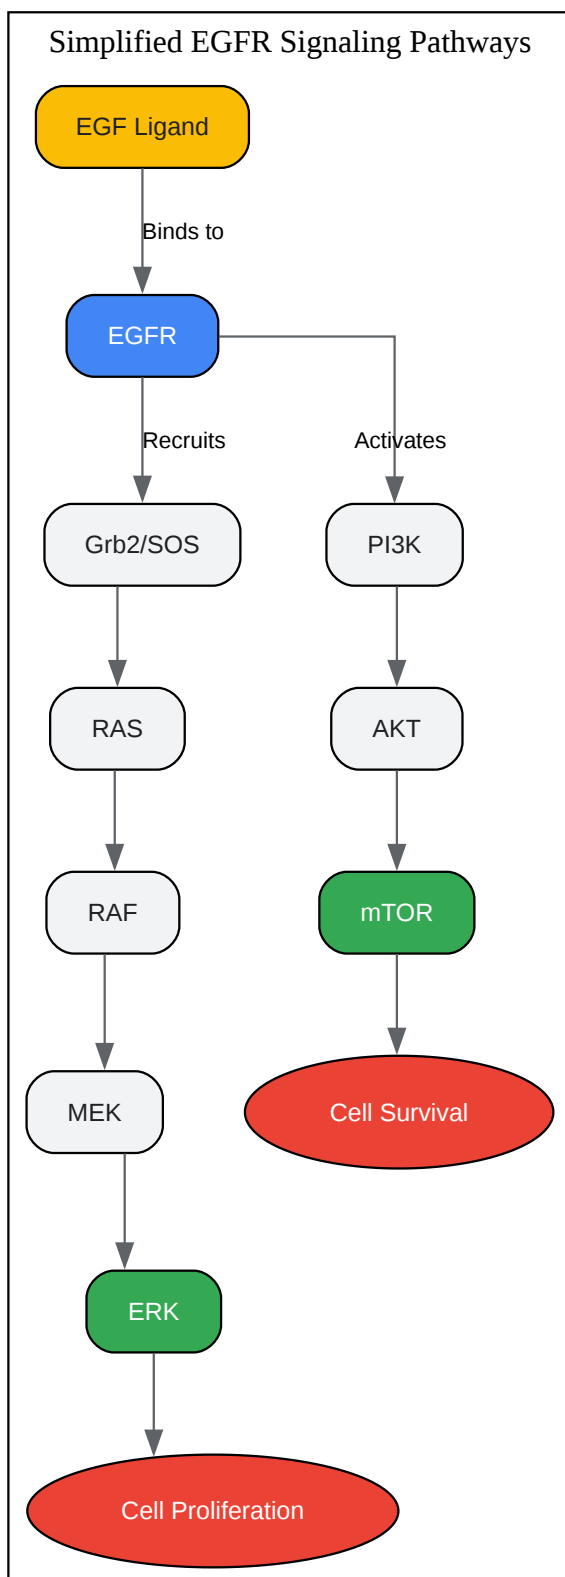 Simplified EGFR Signaling Pathways
EGF Ligand
Binds to
EGFR
Recruits
Activates
Grb2/SOS
PI3K
RAS
AKT
RAF
mTOR
MEK
Cell Survival
ERK
Cell Proliferation